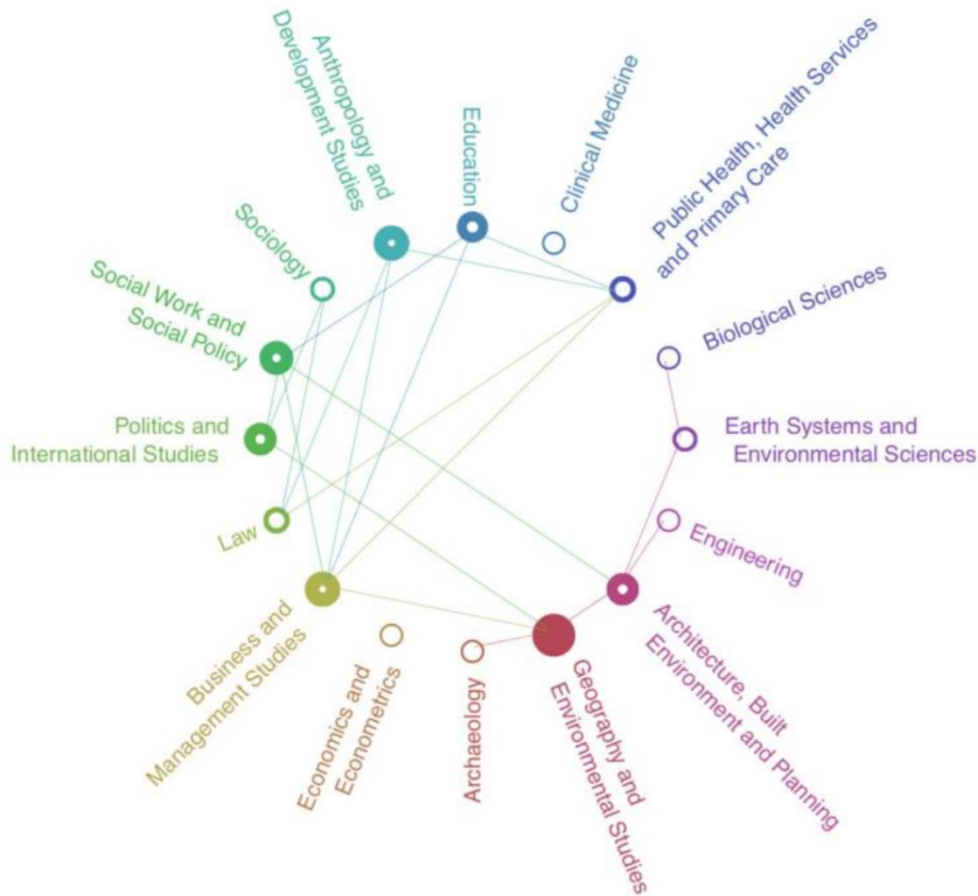 Anthropology and
Development Studies
Education
Clinical Medicine
Public Health, Health Services
and Primary Care
Biological Sciences
Earth Systems and
Environmental Sciences
Engineering
Architecture, Built
Environment and Planning
Geography and
Environmental Studies
Archaeology
Economics and
Econometrics
Business and
Management Studies
Law
Politics and
International Studies
Social Work and
Social Policy
Sociology